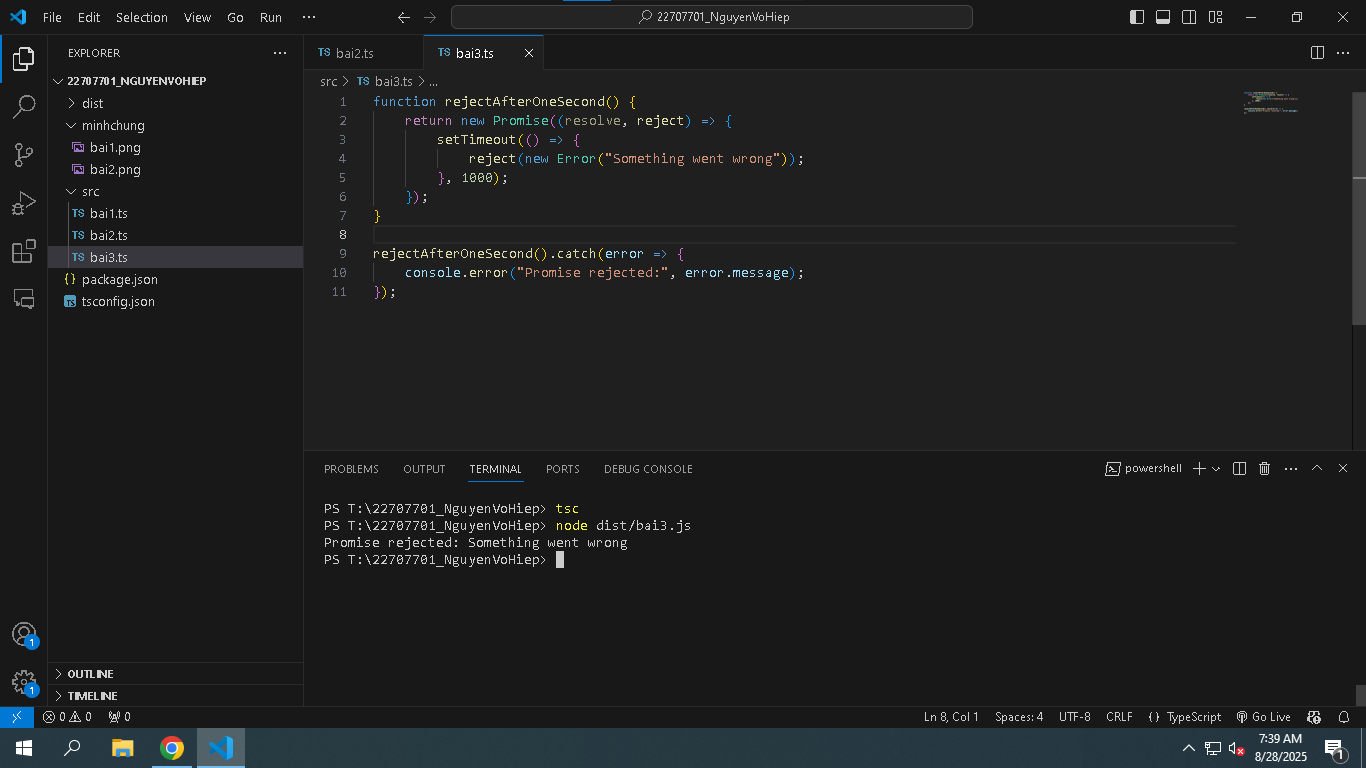 File Edit Selection View Go Run ··· 22707701_NguyenVoHiep
EXPLORER ···
22707701_NGUYENVOHIEP
dist
minhchung
bai1.png
bai2.png
src
TS bai1.ts
TS bai2.ts
TS bai3.ts
{} package.json
TS tsconfig.json
OUTLINE
TIMELINE
TS bai2.ts TS bai3.ts
src > TS bai3.ts > ...
1 function rejectAfterOneSecond() {
2 return new Promise((resolve, reject) => {
3 setTimeout(() => {
4 reject(new Error("Something went wrong"));
5 }, 1000);
6 });
7 }
8
9 rejectAfterOneSecond().catch(error => {
10 console.error("Promise rejected:", error.message);
11 });
PROBLEMS OUTPUT TERMINAL PORTS DEBUG CONSOLE powershell
PS T:\22707701_NguyenVoHiep> tsc
PS T:\22707701_NguyenVoHiep> node dist/bai3.js
Promise rejected: Something went wrong
PS T:\22707701_NguyenVoHiep>
1
1
0 0 0 Ln 8, Col 1 Spaces: 4 UTF-8 CRLF {} TypeScript Go Live
7:39 AM
8/28/2025
1